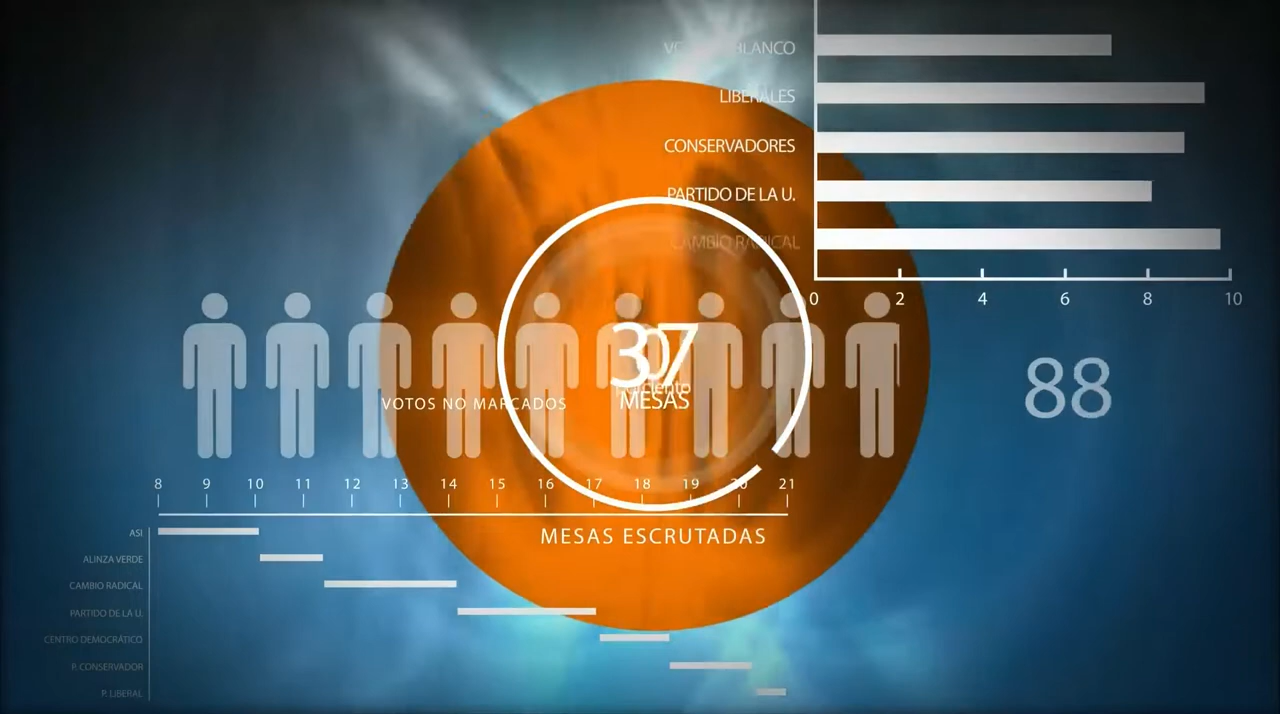 BLANCO
LIBERALES
CONSERVADORES
PARTIDO DE LA U.
CAMBIO RADICAL
0 2 4 6 8 10
88
MESAS
VOTOS NO MARCADOS
8 9 10 11 12 13 14 15 16 17 18 19 20 21
MESAS ESCRUTADAS
ASI
ALINZA VERDE
CAMBIO RADICAL
PARTIDO DE LA U.
CENTRO DEMOCRÁTICO
P. CONSERVADOR
P. LIBERAL